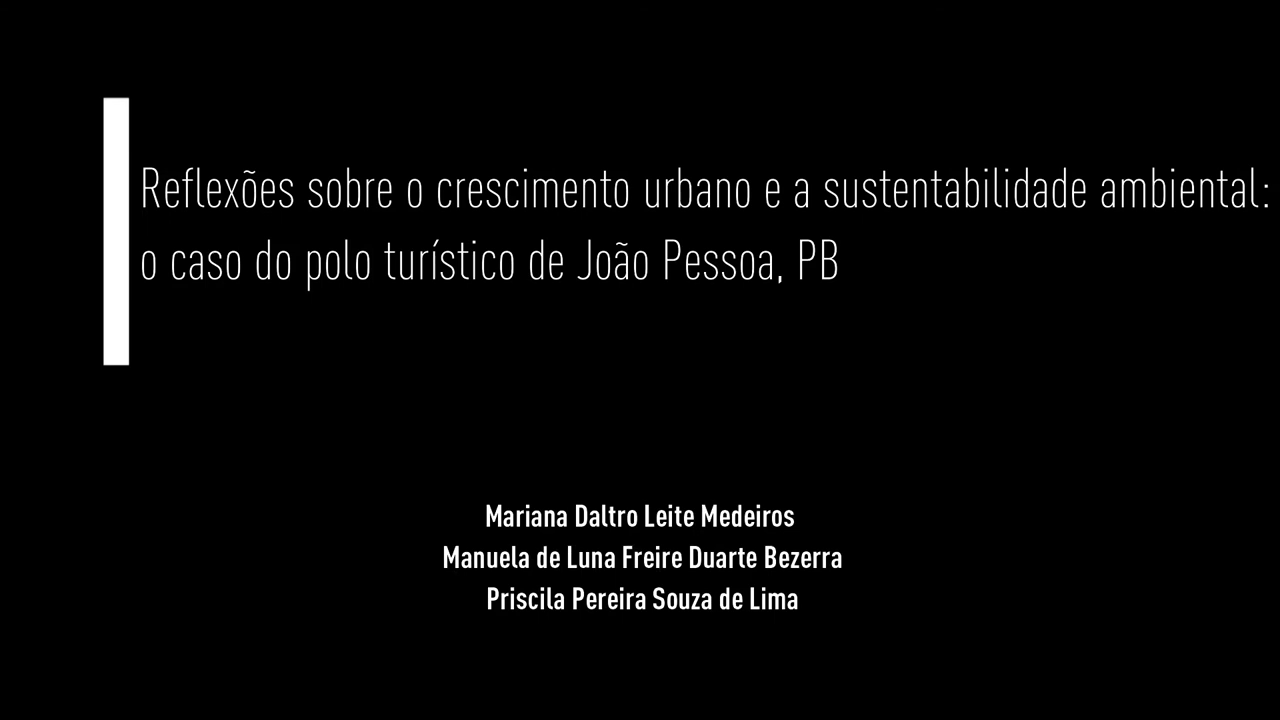 Reflexões sobre o crescimento urbano e a sustentabilidade ambiental:
o caso do polo turístico de João Pessoa, PB
Mariana Daltro Leite Medeiros
Manuela de Luna Freire Duarte Bezerra
Priscila Pereira Souza de Lima